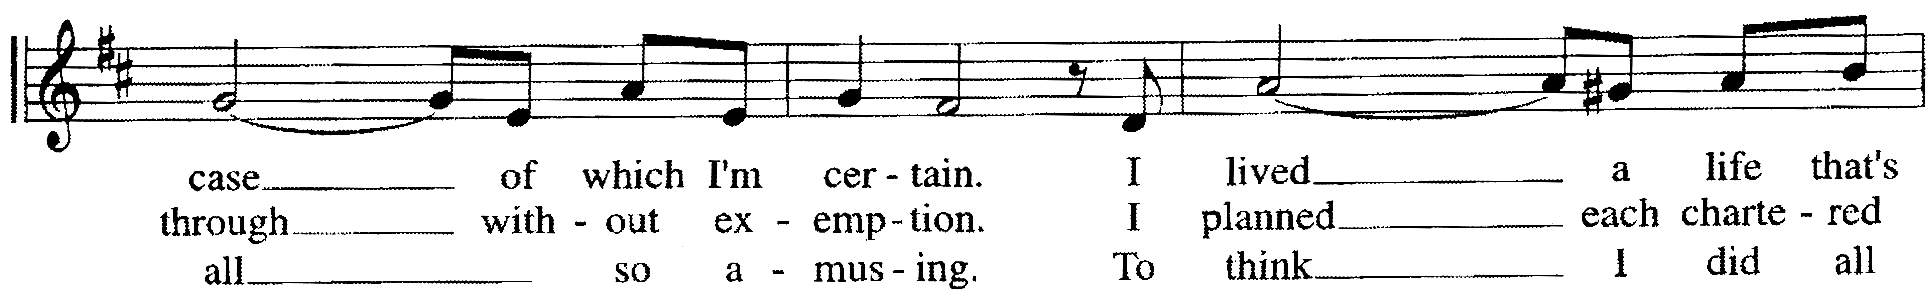 case of which I'm cer - tain. I lived a life that's
through with - out ex - emp - tion. I planned each charte - red
all so a - mus - ing. To think I did all